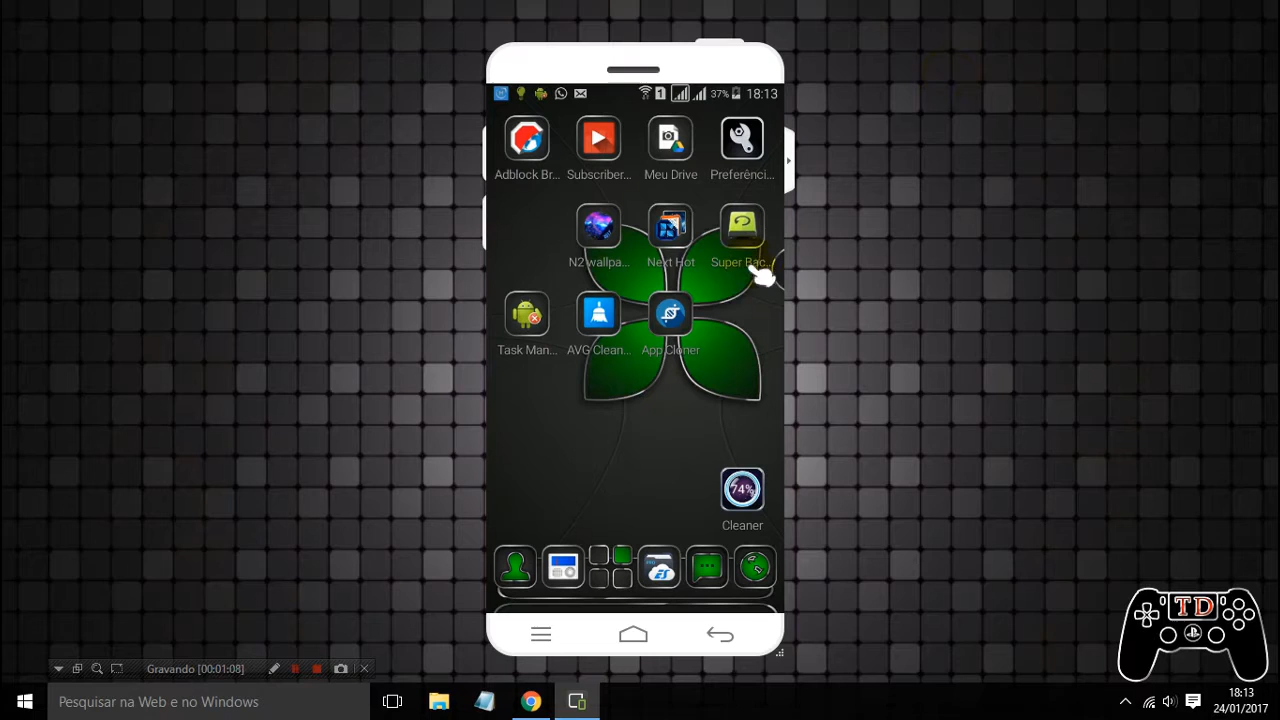 1 37% 18:13
Adblock Br... Subscriber... Meu Drive Preferênci...
N2 wallpa... Next Hot Super Bac...
Task Man... AVG Clean... App Cloner
74%
Cleaner
ES
TD
Gravando [00:01:08]
Pesquisar na Web e no Windows
18:13
24/01/2017